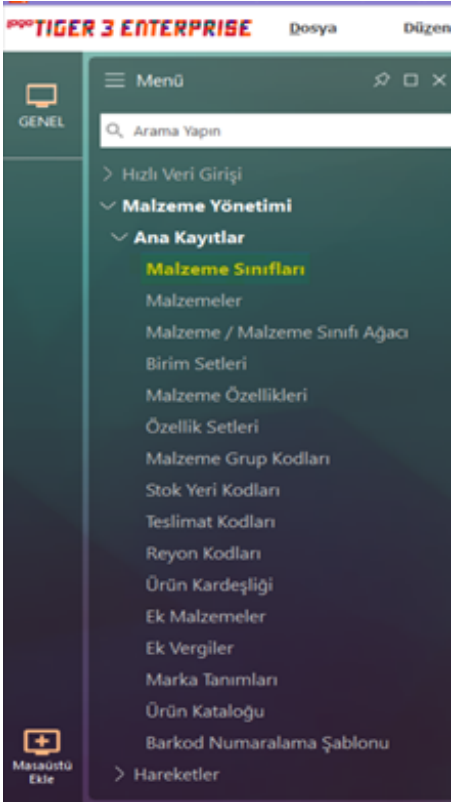 logo TIGER 3 ENTERPRISE Dosya Düzen
Menü
GENEL
Arama Yapın
Hızlı Veri Girişi
Malzeme Yönetimi
Ana Kayıtlar
Malzeme Sınıfları
Malzemeler
Malzeme / Malzeme Sınıfı Ağacı
Birim Setleri
Malzeme Özellikleri
Özellik Setleri
Malzeme Grup Kodları
Stok Yeri Kodları
Teslimat Kodları
Reyon Kodları
Ürün Kardeşliği
Ek Malzemeler
Ek Vergiler
Marka Tanımları
Ürün Kataloğu
Barkod Numaralama Şablonu
Masaüstü
Ekle
Hareketler